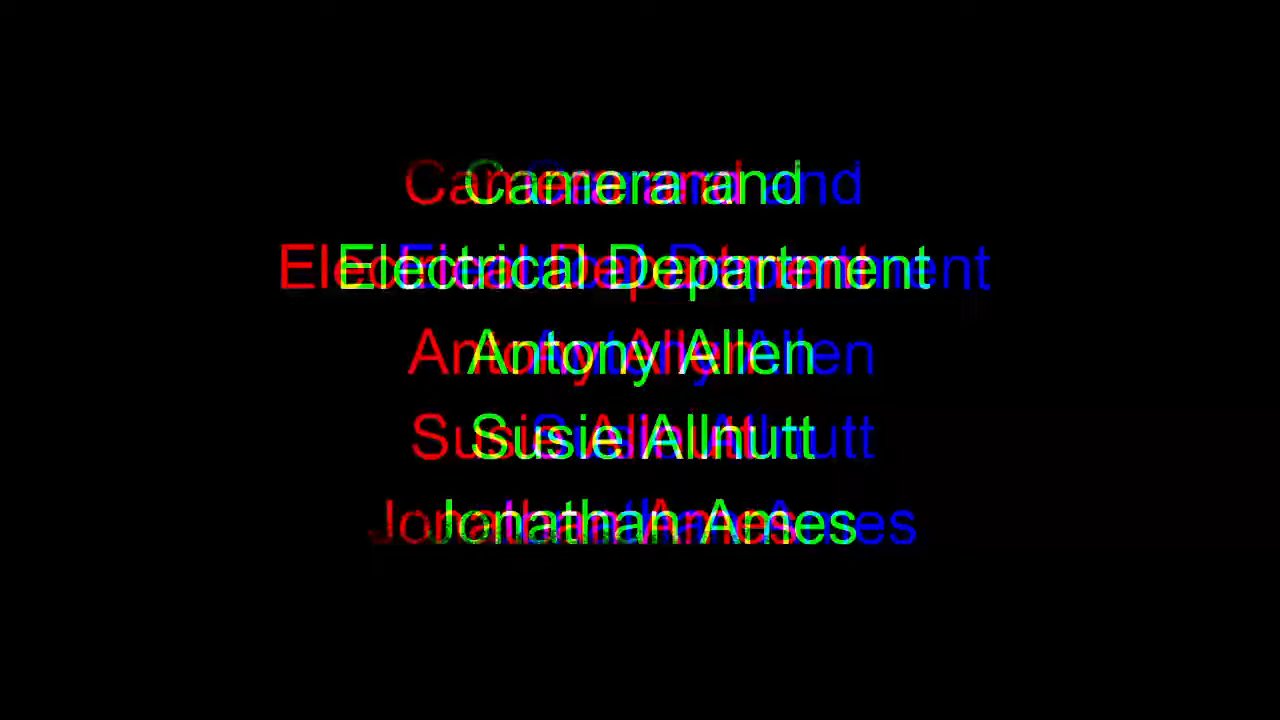 Camera and
Electrical Department
Antony Allen
Susie Allnutt
Jonathan Ames